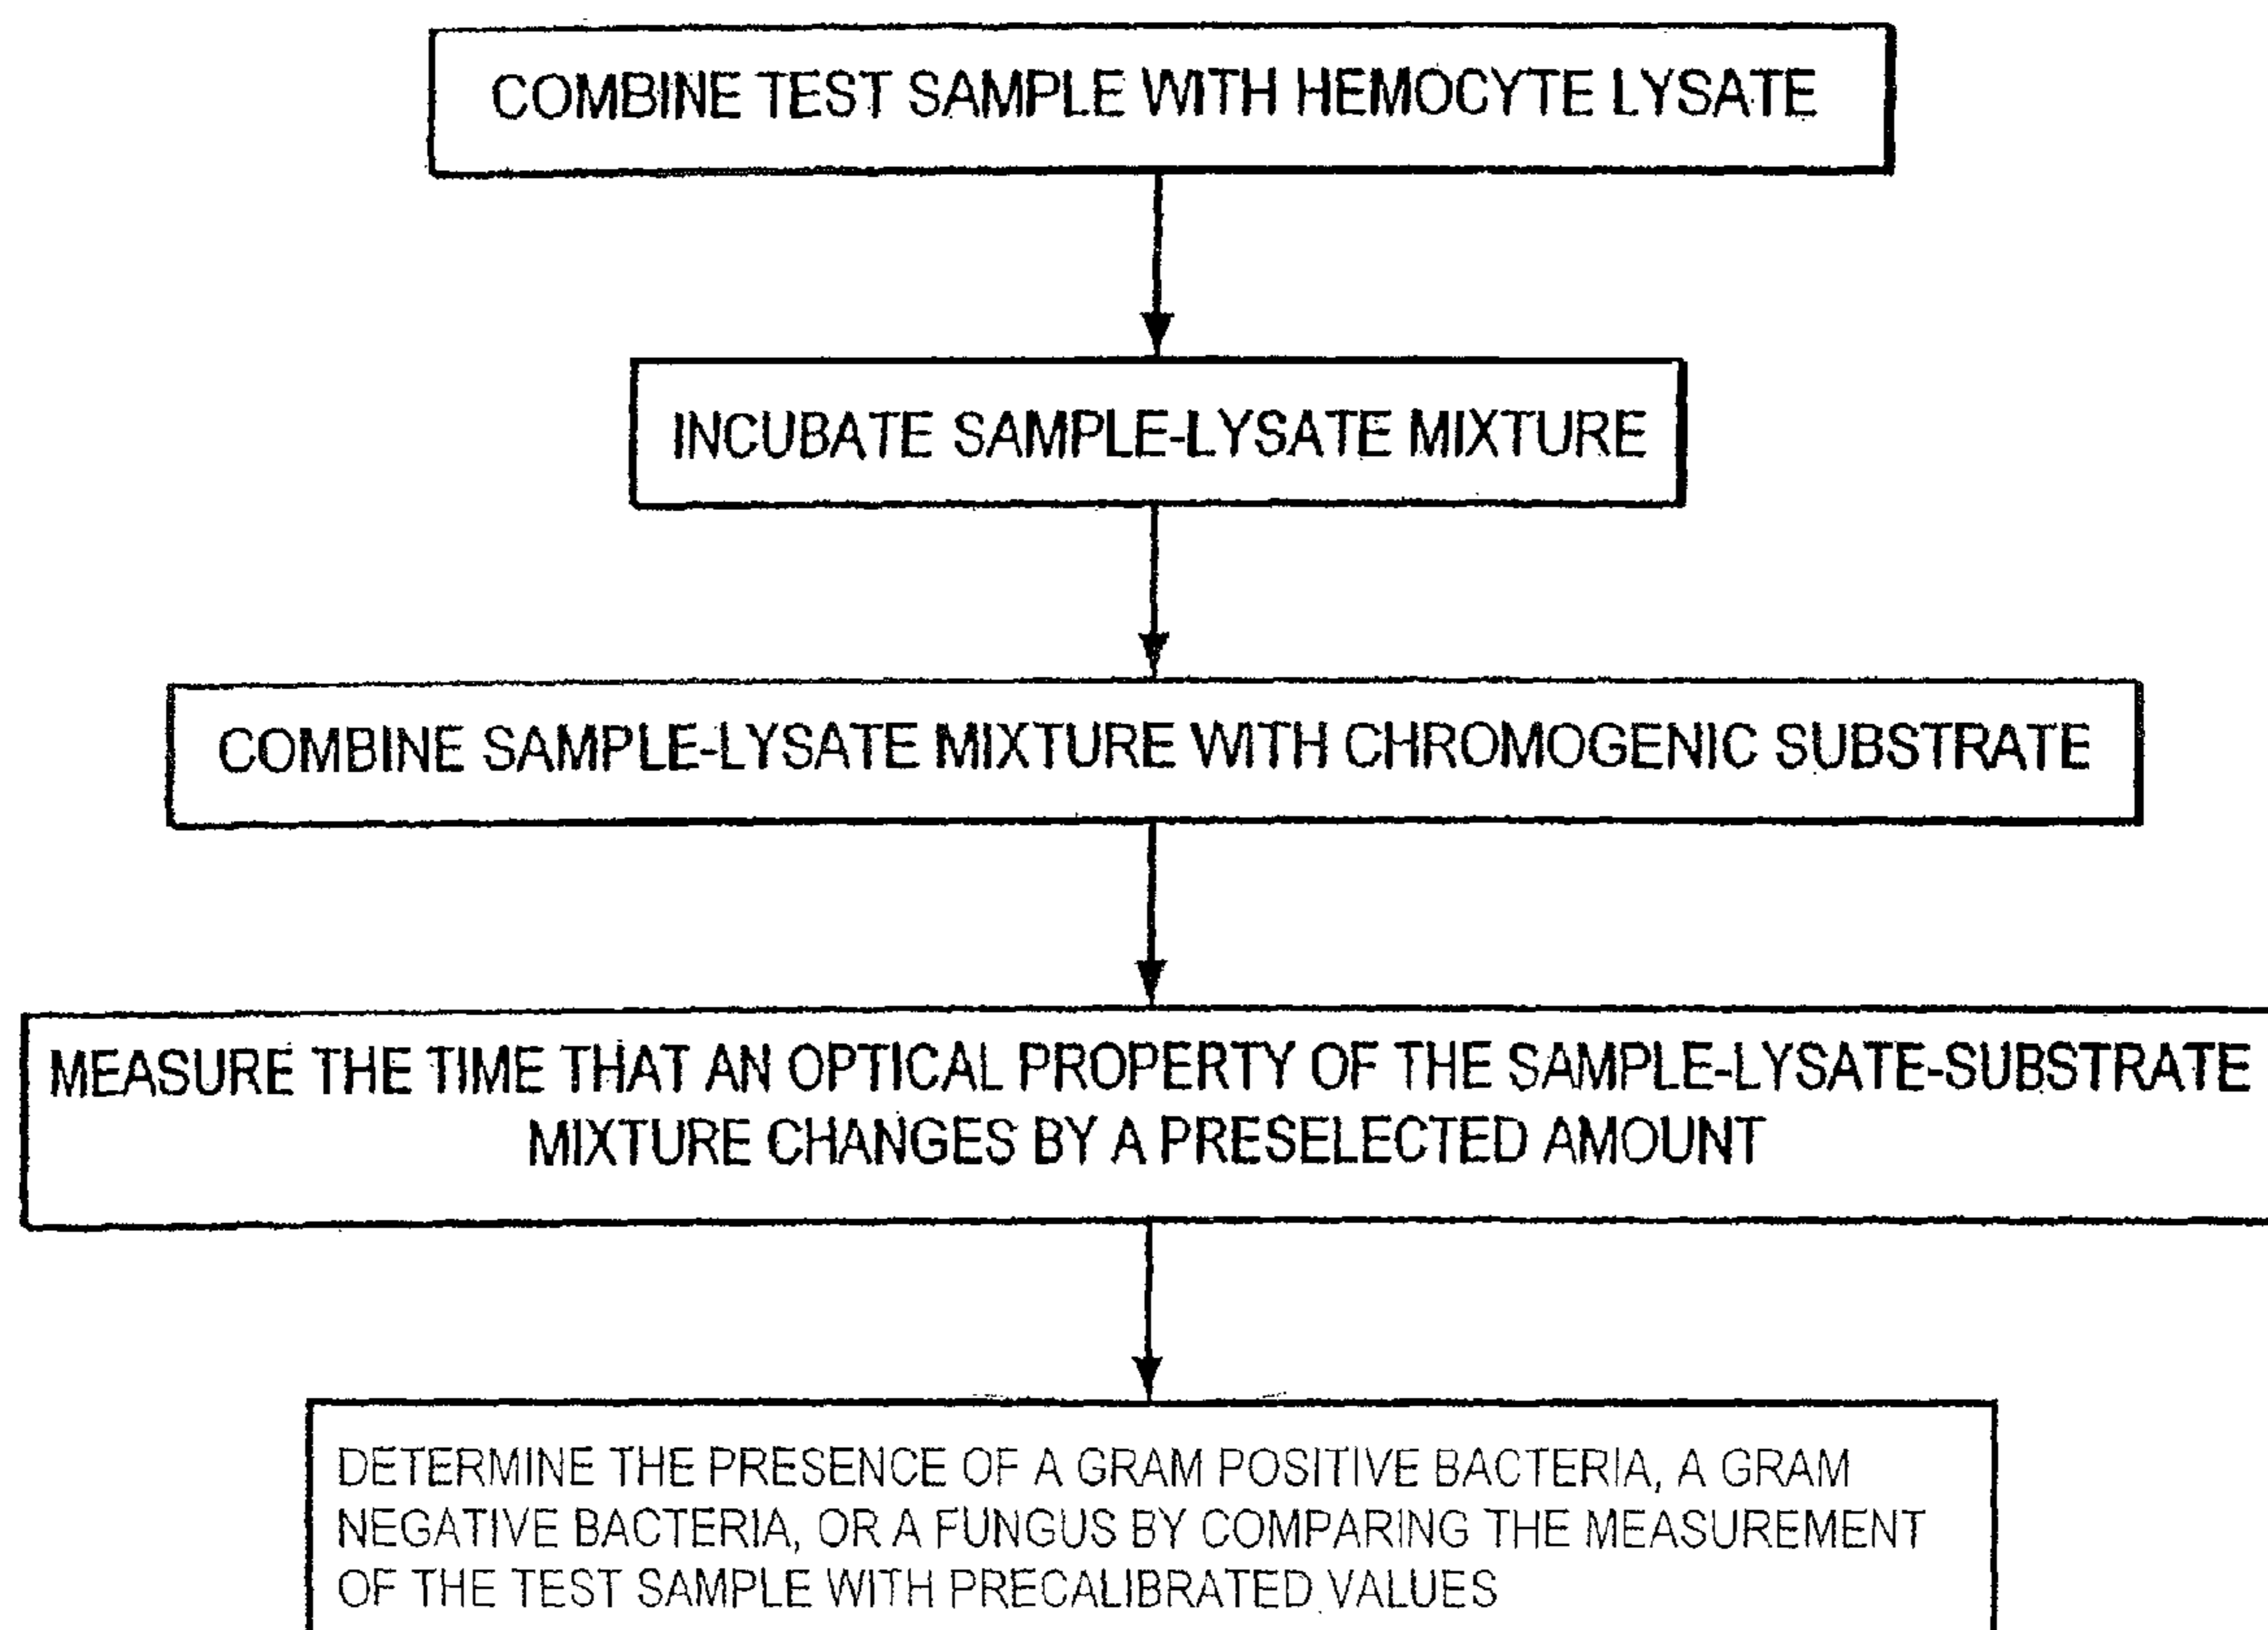 COMBINE TEST SAMPLE WITH HEMOCYTE LYSATE
INCUBATE SAMPLE-LYSATE MIXTURE
COMBINE SAMPLE-LYSATE MIXTURE WITH CHROMOGENIC SUBSTRATE
MEASURE THE TIME THAT AN OPTICAL PROPERTY OF THE SAMPLE-LYSATE-SUBSTRATE
MIXTURE CHANGES BY A PRESELECTED AMOUNT
DETERMINE THE PRESENCE OF A GRAM POSITIVE BACTERIA, A GRAM
NEGATIVE BACTERIA, OR A FUNGUS BY COMPARING THE MEASUREMENT
OF THE TEST SAMPLE WITH PRECALIBRATED VALUES